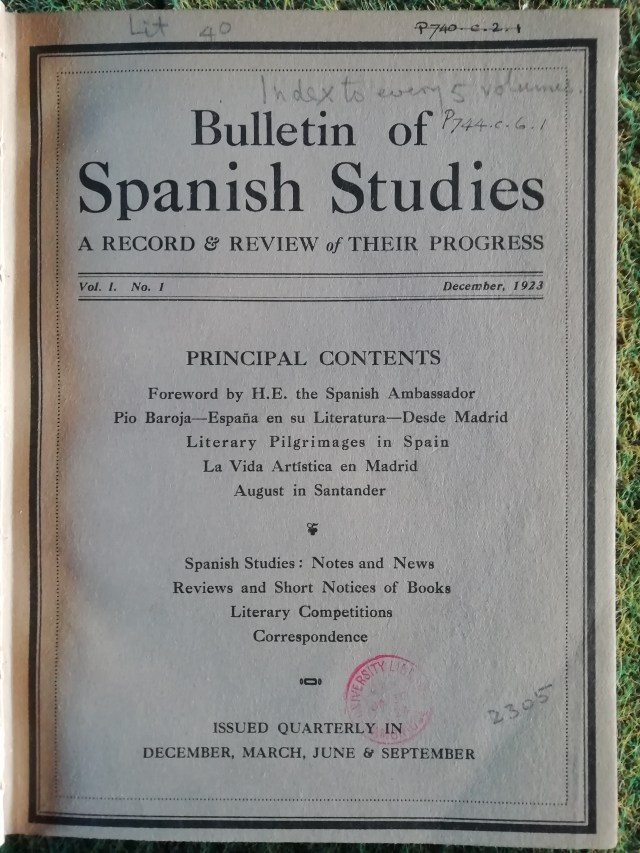 Lit 40
P740.c.2.1
Index to every 5 volumes.
Bulletin of
P744.c.6.1
Spanish Studies
A RECORD & REVIEW of THEIR PROGRESS
Vol. I. No. 1 December, 1923
PRINCIPAL CONTENTS
Foreword by H.E. the Spanish Ambassador
Pio Baroja—España en su Literatura—Desde Madrid
Literary Pilgrimages in Spain
La Vida Artística en Madrid
August in Santander
Spanish Studies: Notes and News
Reviews and Short Notices of Books
Literary Competitions
Correspondence
2305
ISSUED QUARTERLY IN
DECEMBER, MARCH, JUNE & SEPTEMBER